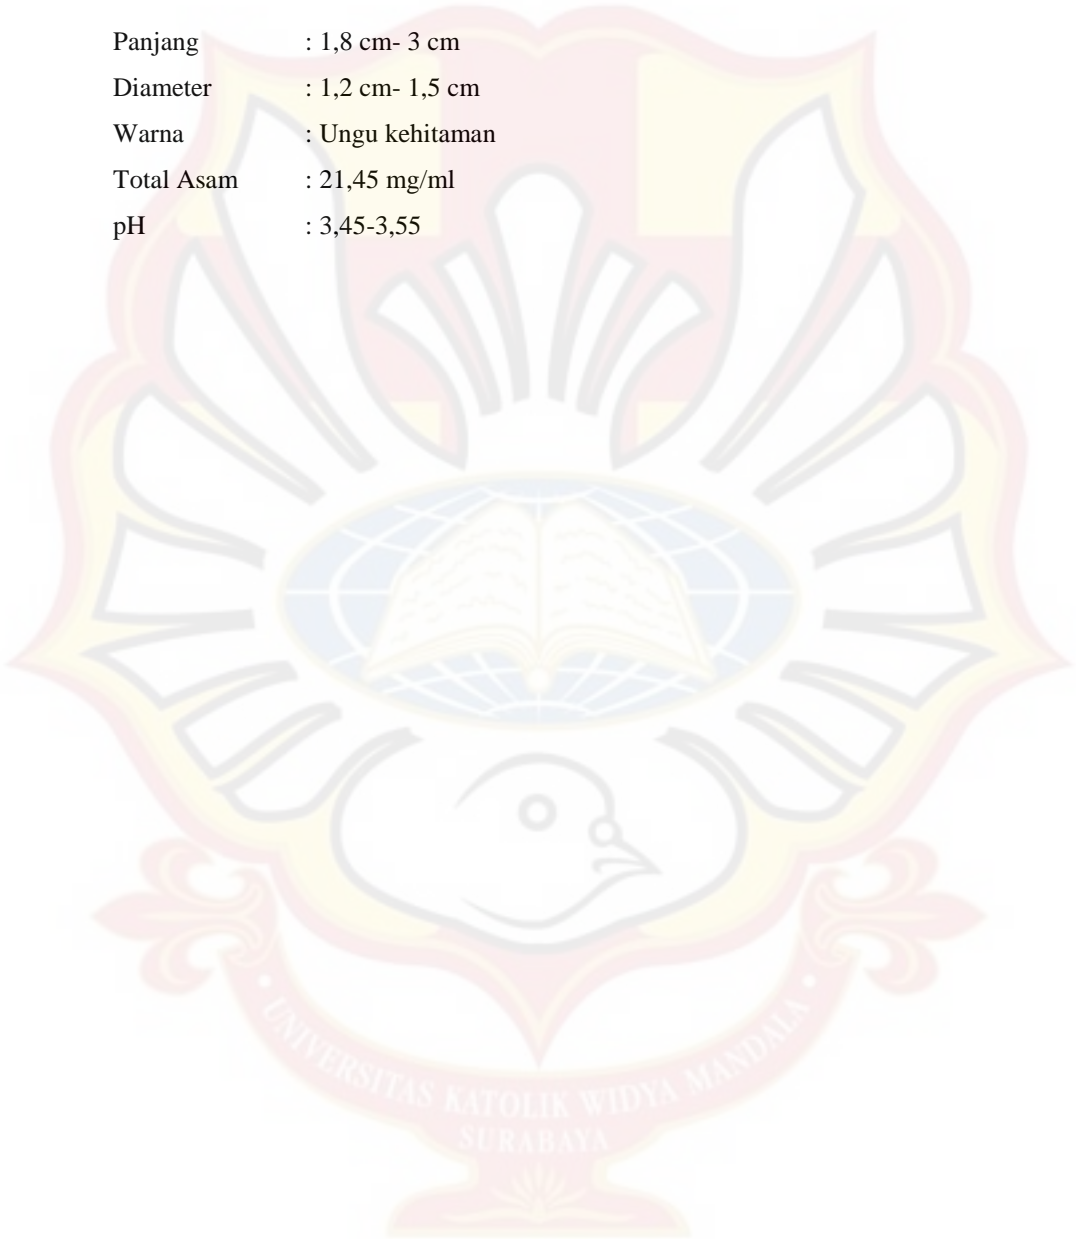 Panjang : 1,8 cm- 3 cm
Diameter : 1,2 cm- 1,5 cm
Warna : Ungu kehitaman
Total Asam : 21,45 mg/ml
pH : 3,45-3,55
UNIVERSITAS KATOLIK WIDYA MANDALA
SURABAYA